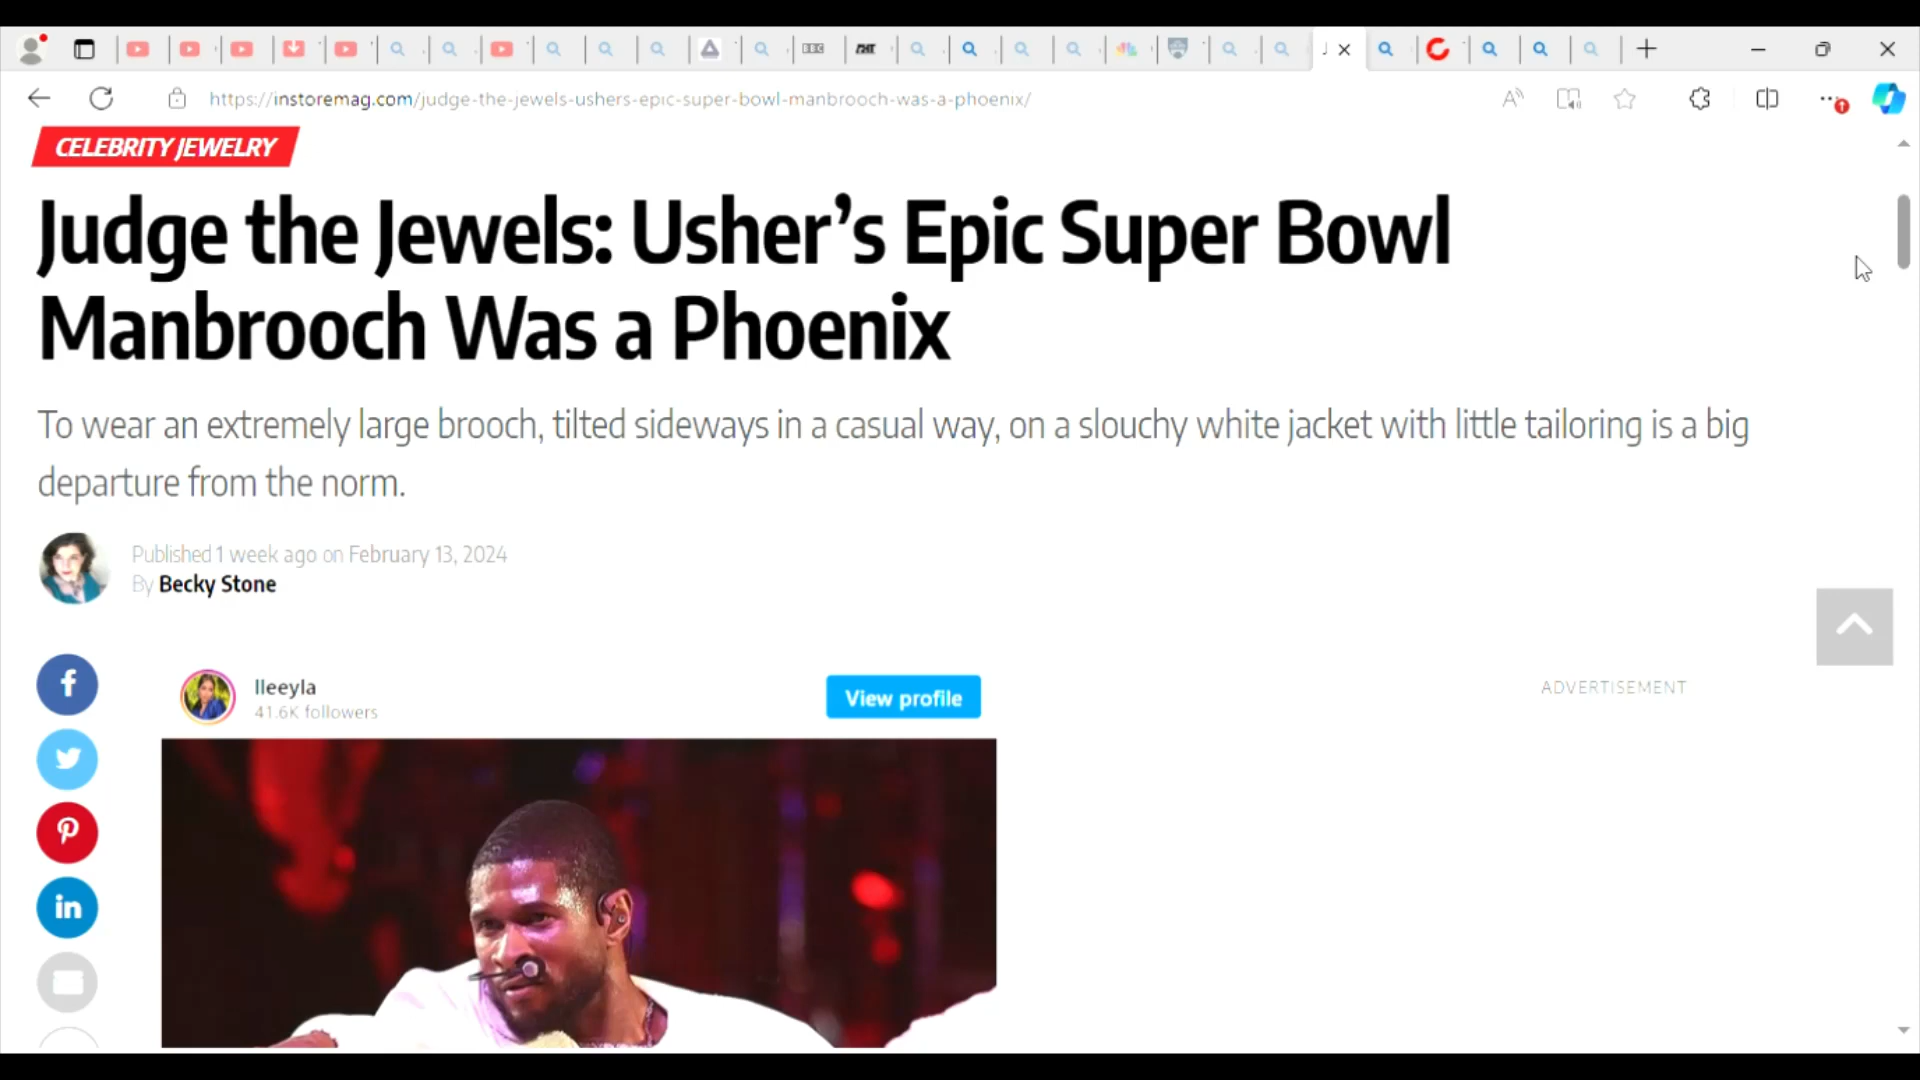 https://instoremag.com/judge-the-jewels-ushers-epic-super-bowl-manbrooch-was-a-phoenix/
CELEBRITY JEWELRY
Judge the Jewels: Usher’s Epic Super Bowl
Manbrooch Was a Phoenix
To wear an extremely large brooch, tilted sideways in a casual way, on a slouchy white jacket with little tailoring is a big
departure from the norm.
Published 1 week ago on February 13, 2024
By Becky Stone
lleeyla
41.6K followers
View profile
ADVERTISEMENT